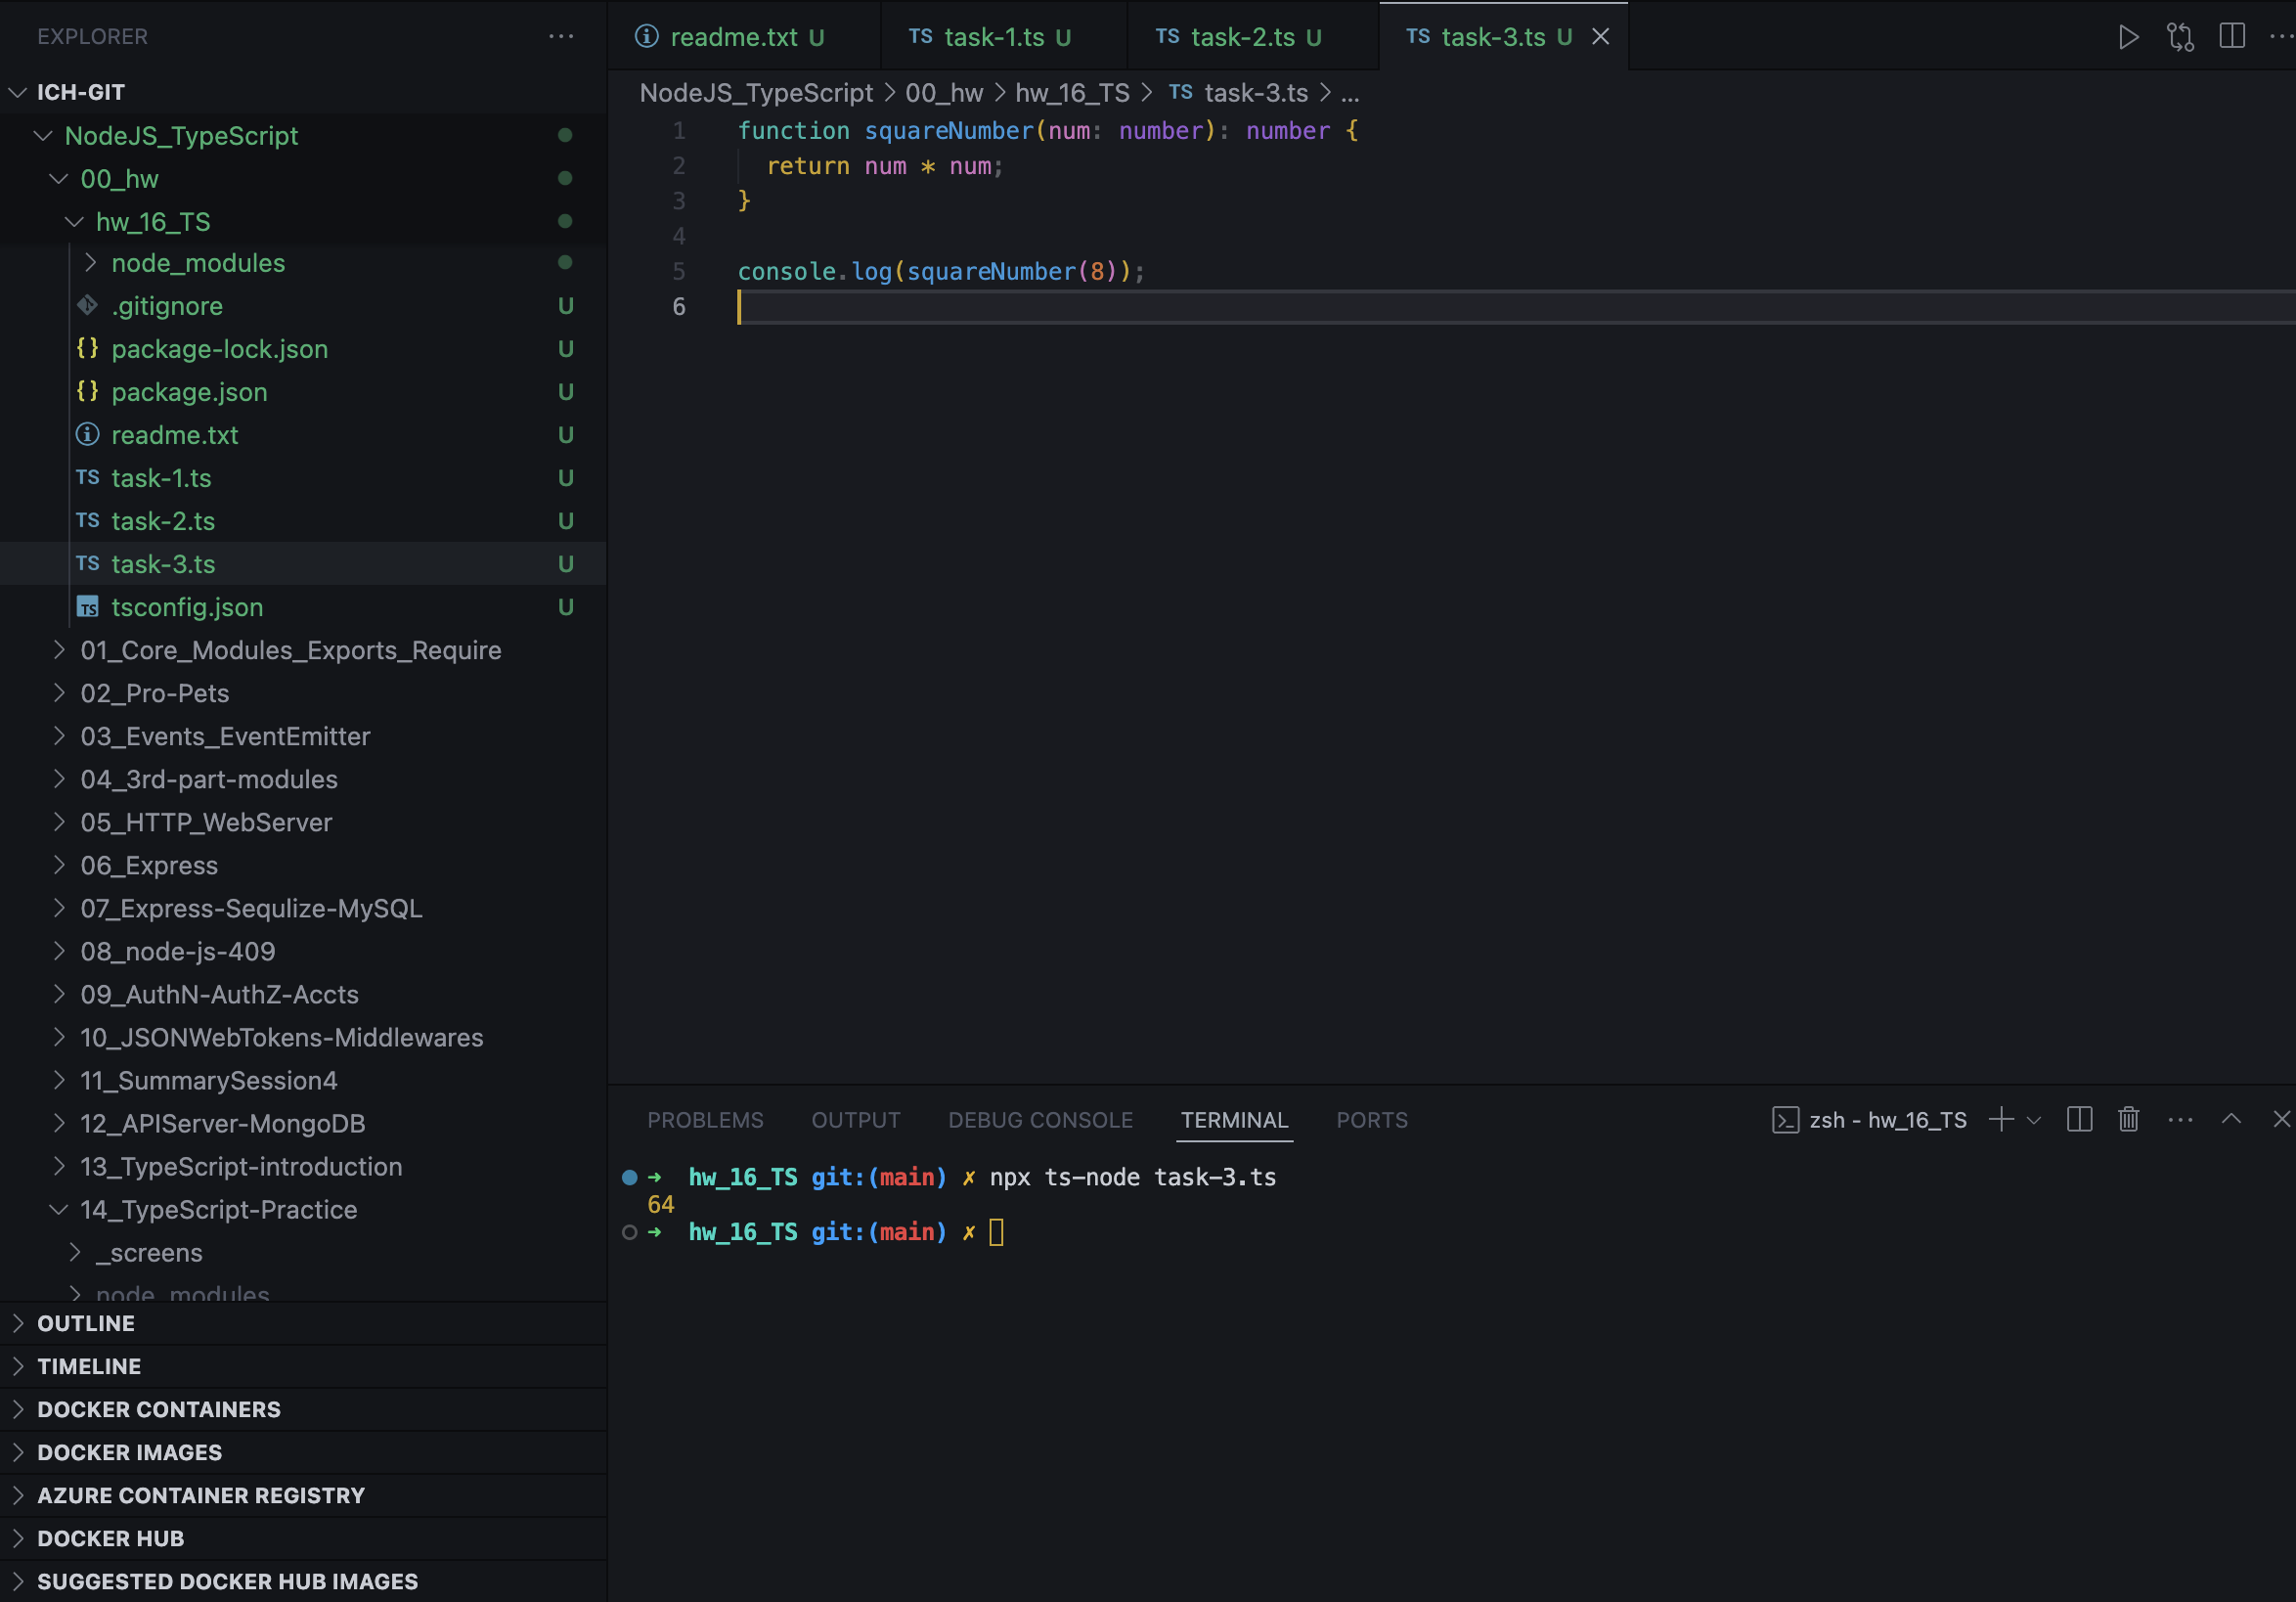 EXPLORER
ICH-GIT
NodeJS_TypeScript
00_hw
hw_16_TS
node_modules
.gitignore U
{} package-lock.json U
{} package.json U
readme.txt U
TS task-1.ts U
TS task-2.ts U
TS task-3.ts U
TS tsconfig.json U
01_Core_Modules_Exports_Require
02_Pro-Pets
03_Events_EventEmitter
04_3rd-part-modules
05_HTTP_WebServer
06_Express
07_Express-Sequlize-MySQL
08_node-js-409
09_AuthN-AuthZ-Accts
10_JSONWebTokens-Middlewares
11_SummarySession4
12_APIServer-MongoDB
13_TypeScript-introduction
14_TypeScript-Practice
_screens
node_modules
OUTLINE
TIMELINE
DOCKER CONTAINERS
DOCKER IMAGES
AZURE CONTAINER REGISTRY
DOCKER HUB
SUGGESTED DOCKER HUB IMAGES
readme.txt U TS task-1.ts U TS task-2.ts U TS task-3.ts U
NodeJS_TypeScript > 00_hw > hw_16_TS > TS task-3.ts > ...
1 function squareNumber(num: number): number {
2 return num * num;
3 }
4
5 console.log(squareNumber(8));
6
PROBLEMS OUTPUT DEBUG CONSOLE TERMINAL PORTS zsh - hw_16_TS
➜ hw_16_TS git:(main) ✗ npx ts-node task-3.ts
64
➜ hw_16_TS git:(main) ✗